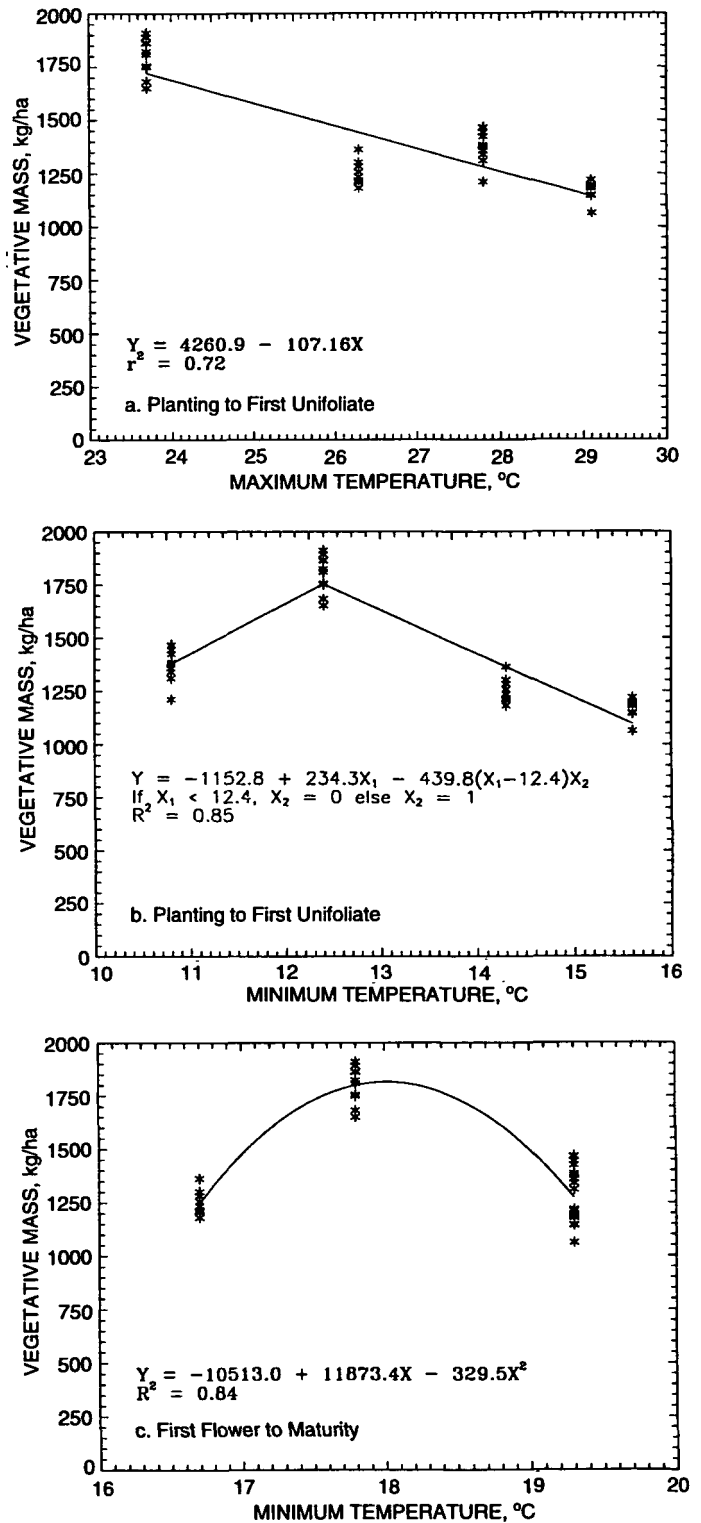 2000
1750
1500
1250
1000
750
500
250
0
VEGETATIVE MASS, kg/ha
Y = 4260.9 - 107.16X
r² = 0.72
a. Planting to First Unifoliate
23 24 25 26 27 28 29 30
MAXIMUM TEMPERATURE, ºC
2000
1750
1500
1250
1000
750
500
250
0
VEGETATIVE MASS, kg/ha
Y = -1152.8 + 234.3X₁ - 439.8(X₁-12.4)X₂
If X₁ < 12.4, X₂ = 0 else X₂ = 1
R² = 0.85
b. Planting to First Unifoliate
10 11 12 13 14 15 16
MINIMUM TEMPERATURE, ºC
2000
1750
1500
1250
1000
750
500
250
0
VEGETATIVE MASS, kg/ha
Y = -10513.0 + 11873.4X - 329.5X²
R² = 0.84
c. First Flower to Maturity
16 17 18 19 20
MINIMUM TEMPERATURE, ºC